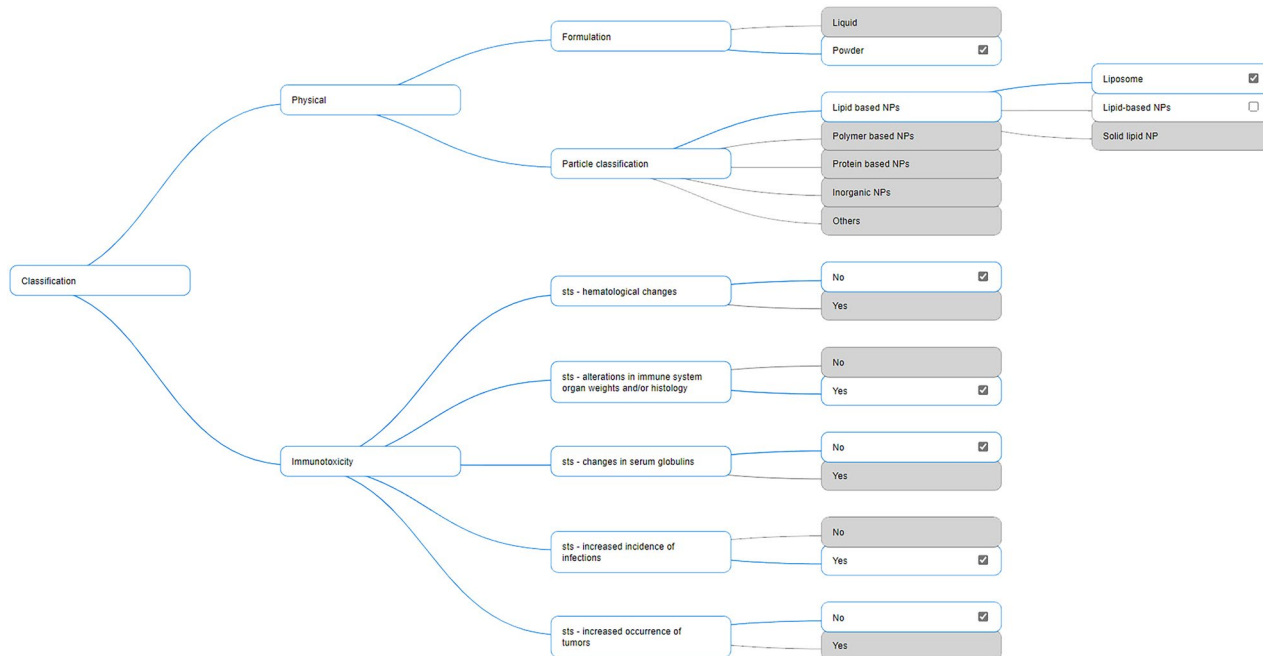 Classification
Physical
Formulation
Liquid
Powder
Particle classification
Lipid based NPs
Liposome
Lipid-based NPs
Solid lipid NP
Polymer based NPs
Protein based NPs
Inorganic NPs
Others
Immunotoxicity
sts - hematological changes
No
Yes
sts - alterations in immune system
organ weights and/or histology
No
Yes
sts - changes in serum globulins
No
Yes
sts - increased incidence of
infections
No
Yes
sts - increased occurrence of
tumors
No
Yes